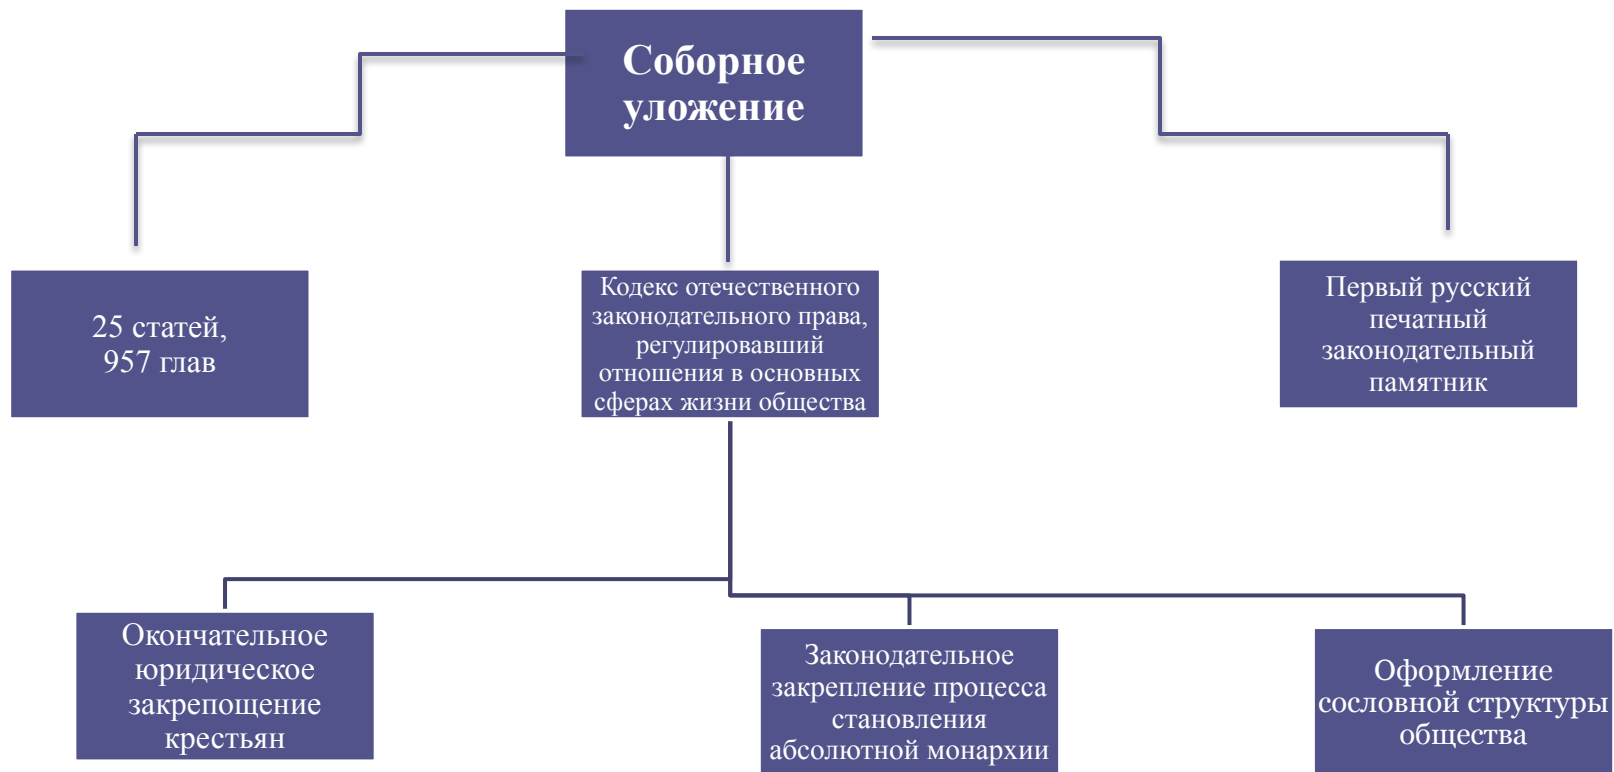 Соборное
уложение
25 статей,
957 глав
Кодекс отечественного
законодательного права,
регулировавший
отношения в основных
сферах жизни общества
Первый русский
печатный
законодательный
памятник
Окончательное
юридическое
закрепощение
крестьян
Законодательное
закрепление процесса
становления
абсолютной монархии
Оформление
сословной структуры
общества